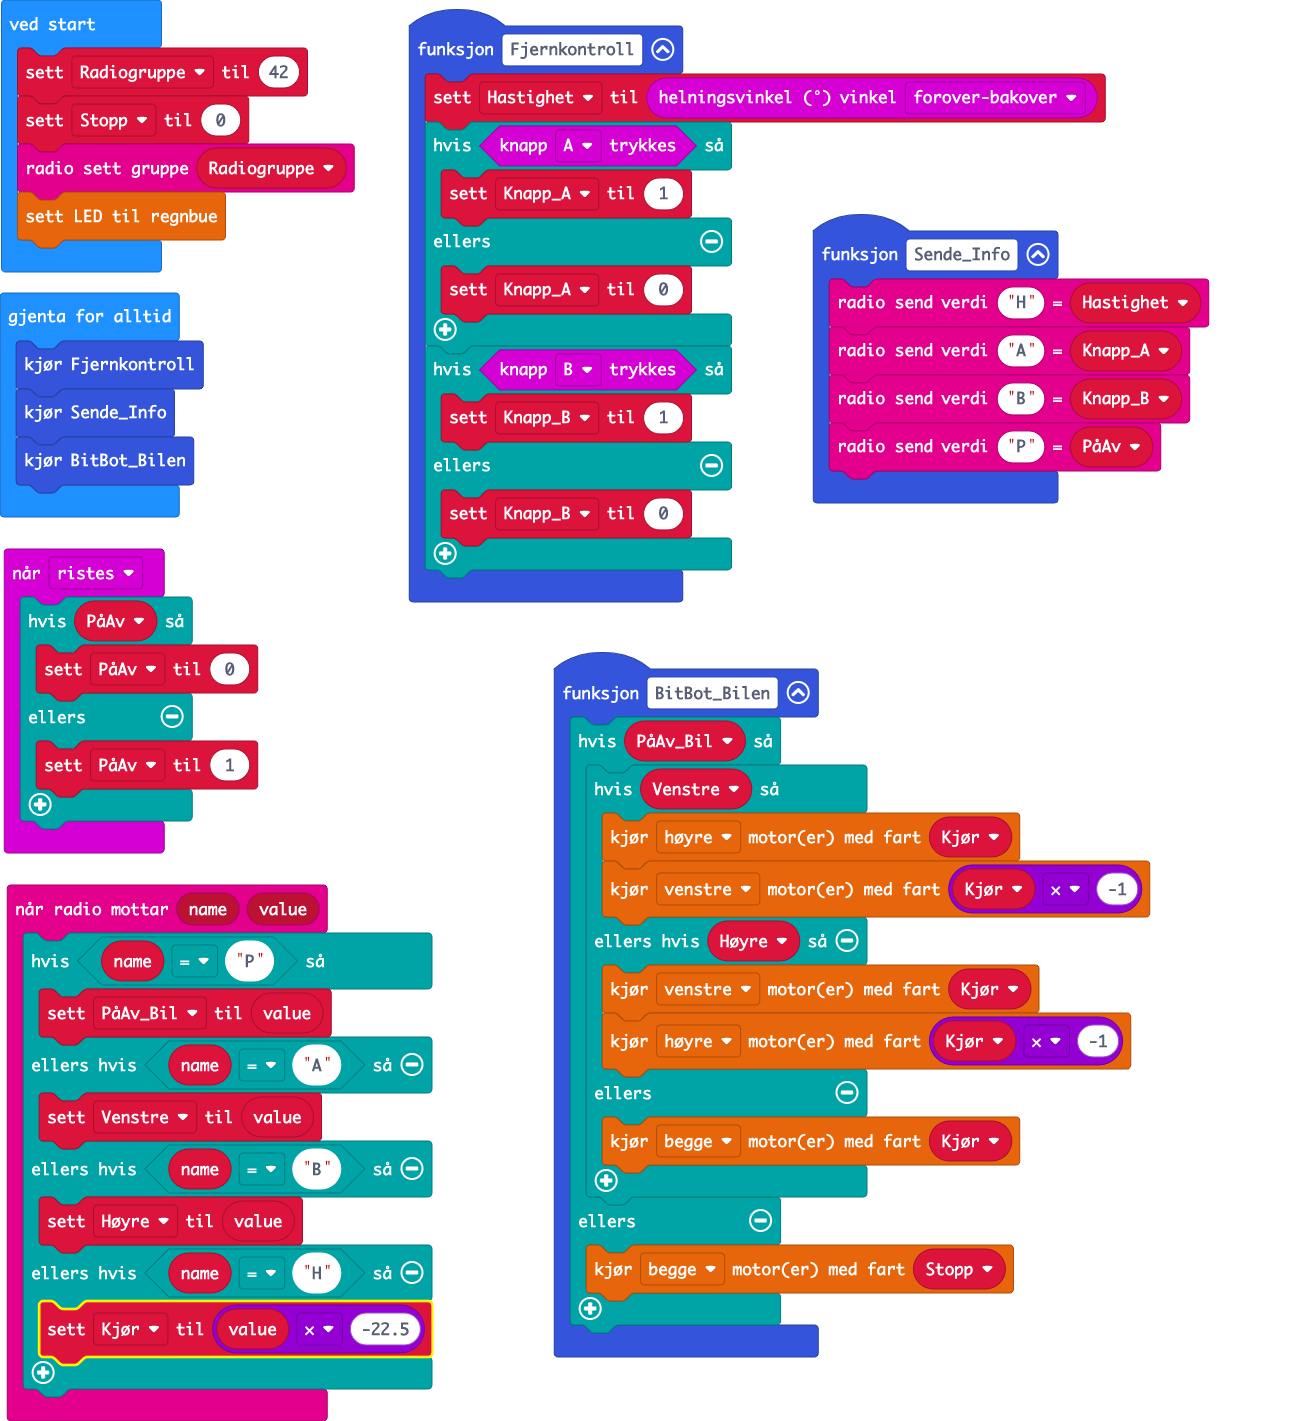 ved start
sett Radiogruppe til 42
sett Stopp til 0
radio sett gruppe Radiogruppe
sett LED til regnbue
gjenta for alltid
kjør Fjernkontroll
kjør Sende_Info
kjør BitBot_Bilen
når ristes
hvis PåAv så
sett PåAv til 0
ellers
sett PåAv til 1
når radio mottar name value
hvis name = "P" så
sett PåAv_Bil til value
ellers hvis name = "A" så
sett Venstre til value
ellers hvis name = "B" så
sett Høyre til value
ellers hvis name = "H" så
sett Kjør til value × -22.5
funksjon Fjernkontroll
sett Hastighet til helningsvinkel (°) vinkel forover-bakover
hvis knapp A trykkes så
sett Knapp_A til 1
ellers
sett Knapp_A til 0
hvis knapp B trykkes så
sett Knapp_B til 1
ellers
sett Knapp_B til 0
funksjon Sende_Info
radio send verdi "H" = Hastighet
radio send verdi "A" = Knapp_A
radio send verdi "B" = Knapp_B
radio send verdi "P" = PåAv
funksjon BitBot_Bilen
hvis PåAv_Bil så
hvis Venstre så
kjør høyre motor(er) med fart Kjør
kjør venstre motor(er) med fart Kjør × -1
ellers hvis Høyre så
kjør venstre motor(er) med fart Kjør
kjør høyre motor(er) med fart Kjør × -1
ellers
kjør begge motor(er) med fart Kjør
ellers
kjør begge motor(er) med fart Stopp